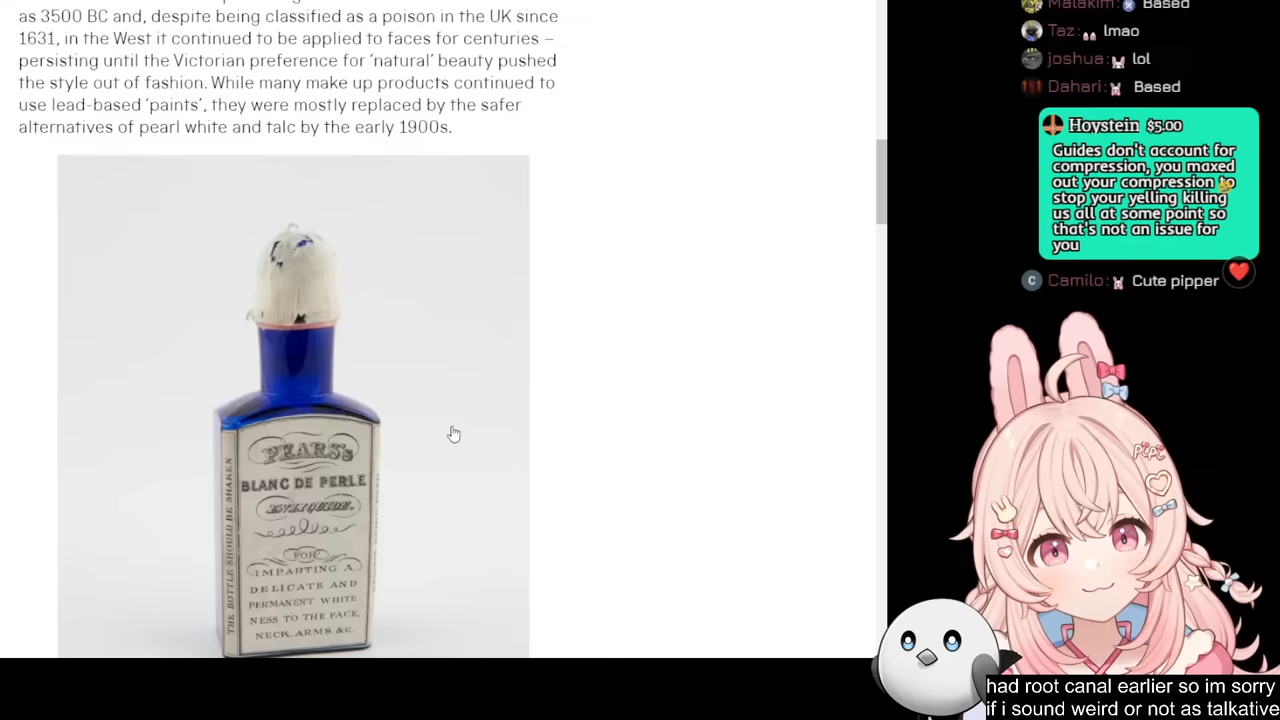 as 3500 BC and, despite being classified as a poison in the UK since
1631, in the West it continued to be applied to faces for centuries –
persisting until the Victorian preference for ‘natural’ beauty pushed
the style out of fashion. While many make up products continued to
use lead-based ‘paints’, they were mostly replaced by the safer
alternatives of pearl white and talc by the early 1900s.
THE BOTTLE SHOULD BE SHAKEN
PEARS's
BLANC DE PERLE
EN LIQUIDE.
FOR
IMPARTING A
DELICATE AND
PERMANENT WHITE
NESS TO THE FACE,
NECK, ARMS &c.
Malakim: Based
Taz: lmao
joshua: lol
Dahari: Based
Hoystein $5.00
Guides don't account for
compression, you maxed
out your compression to
stop your yelling killing
us all at some point so
that's not an issue for
you
C Camilo: Cute pipper
PiPi
had root canal earlier so im sorry
if i sound weird or not as talkative